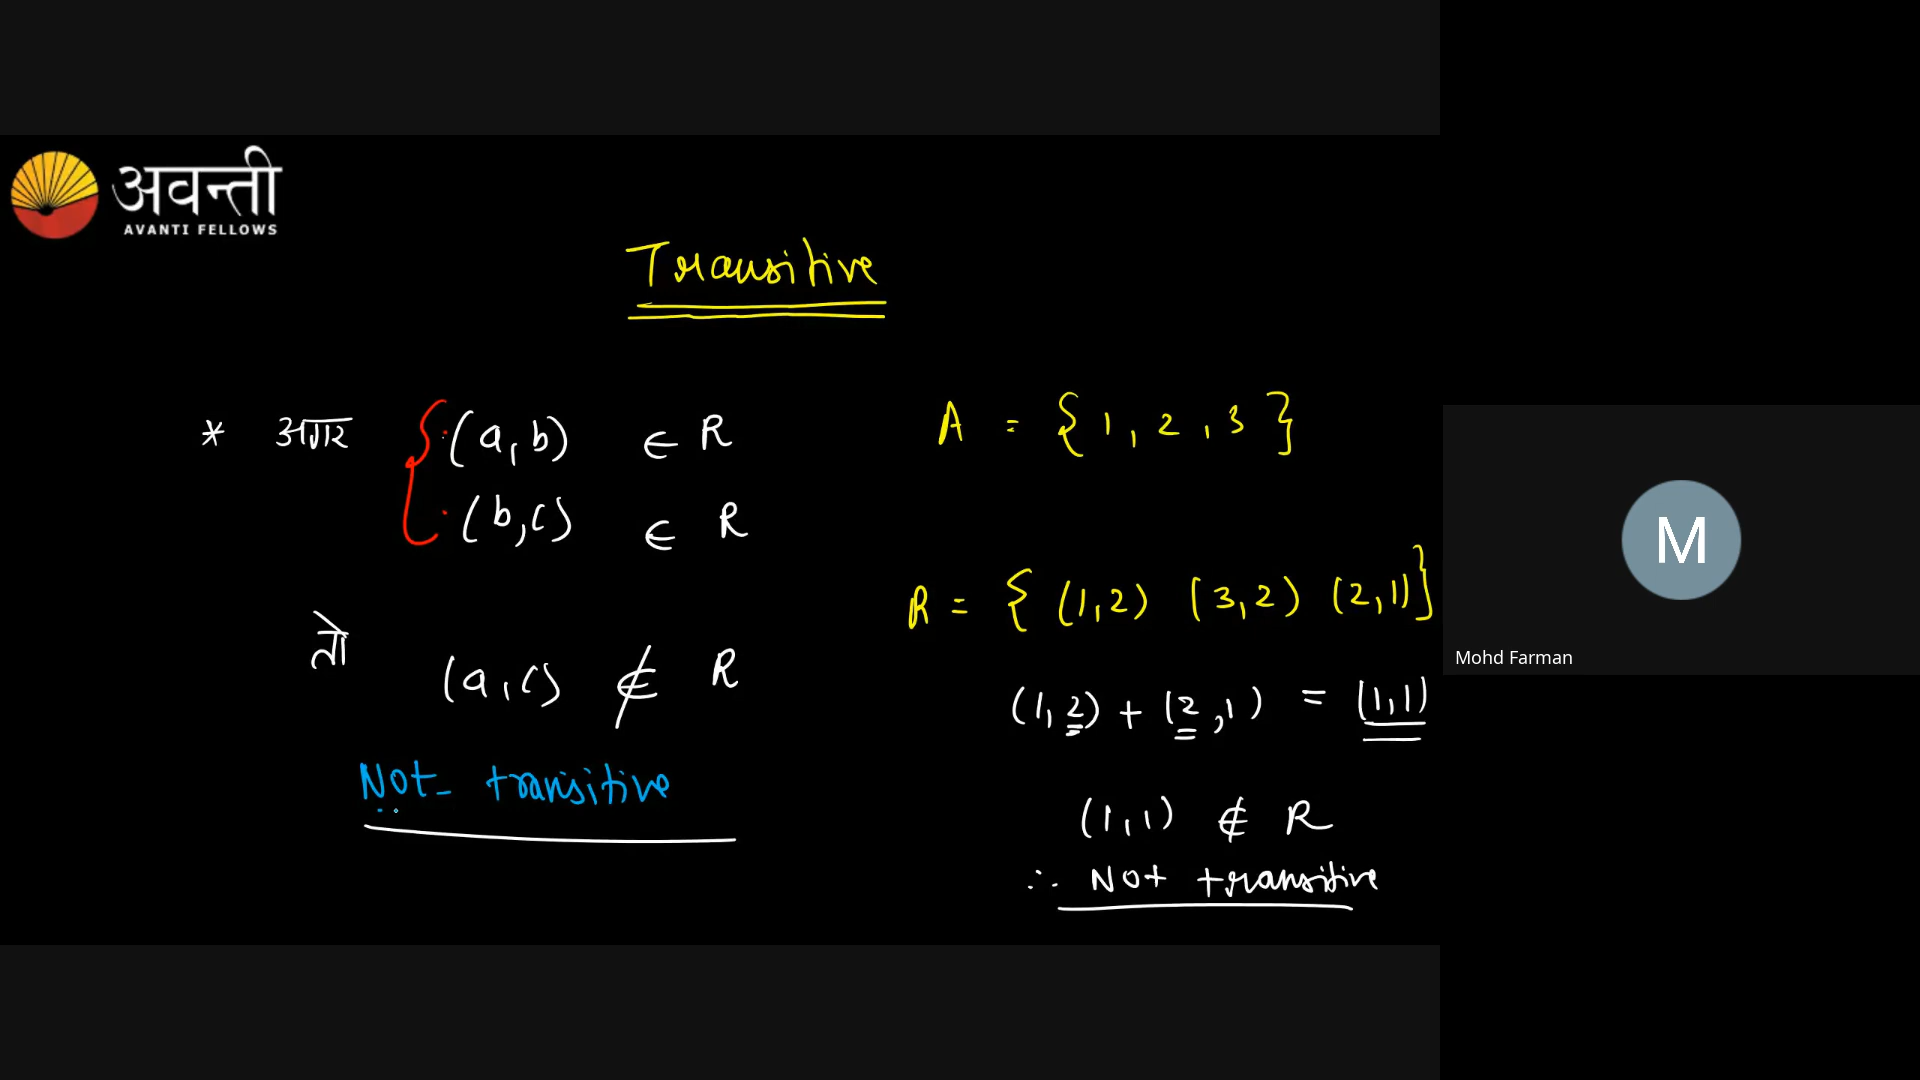 अवन्ती
AVANTI FELLOWS
Transitive
* अगर (a,b) ∈ R
(b,c) ∈ R
तो (a,c) ∉ R
Not- transitive
A = {1,2,3}
R = {(1,2) (3,2) (2,1)}
(1,2) + (2,1) = (1,1)
(1,1) ∉ R
∴ Not transitive
M
Mohd Farman